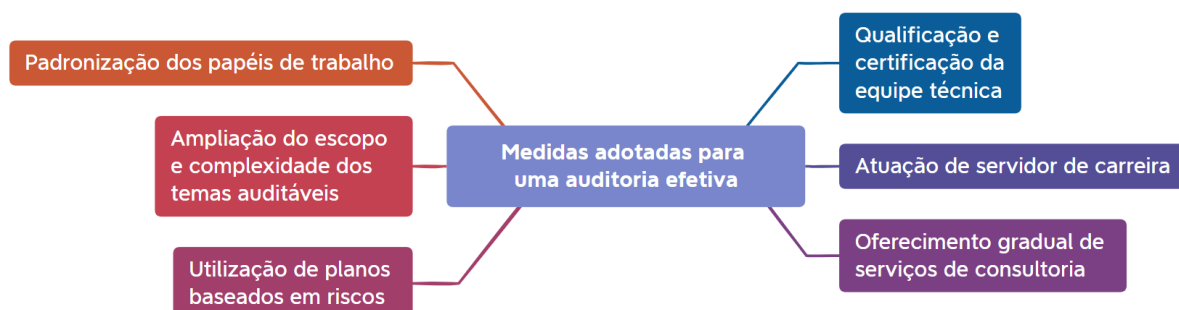 Medidas adotadas para
uma auditoria efetiva
Qualificação e
certificação da
equipe técnica
Atuação de servidor de carreira
Oferecimento gradual de
serviços de consultoria
Padronização dos papéis de trabalho
Ampliação do escopo
e complexidade dos
temas auditáveis
Utilização de planos
baseados em riscos